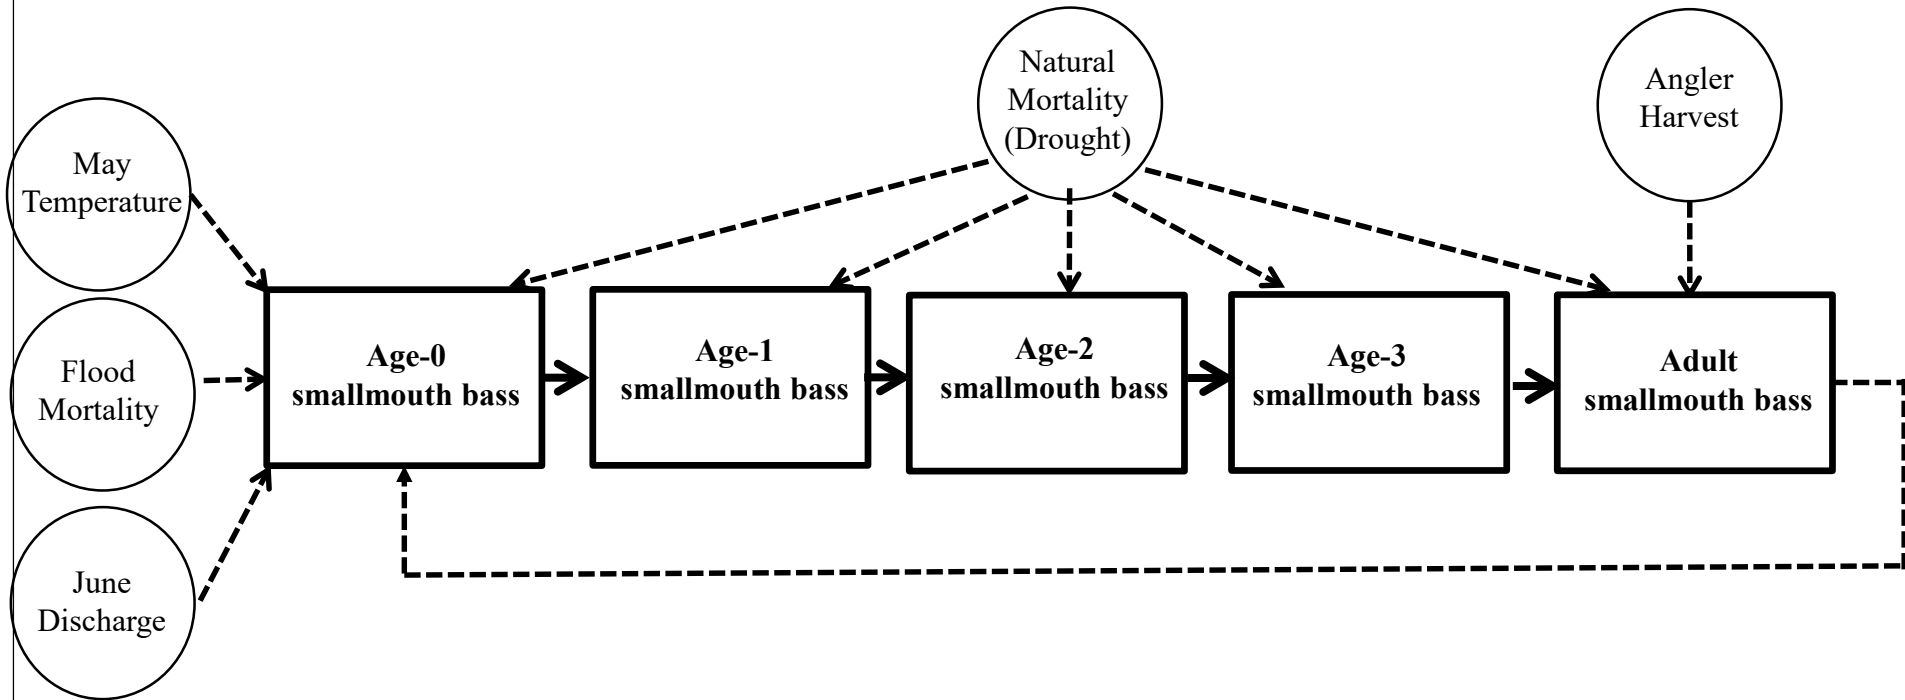 Natural
Mortality
(Drought)
Angler
Harvest
May
Temperature
Flood
Mortality
June
Discharge
Age-0
smallmouth bass
Age-1
smallmouth bass
Age-2
smallmouth bass
Age-3
smallmouth bass
Adult
smallmouth bass